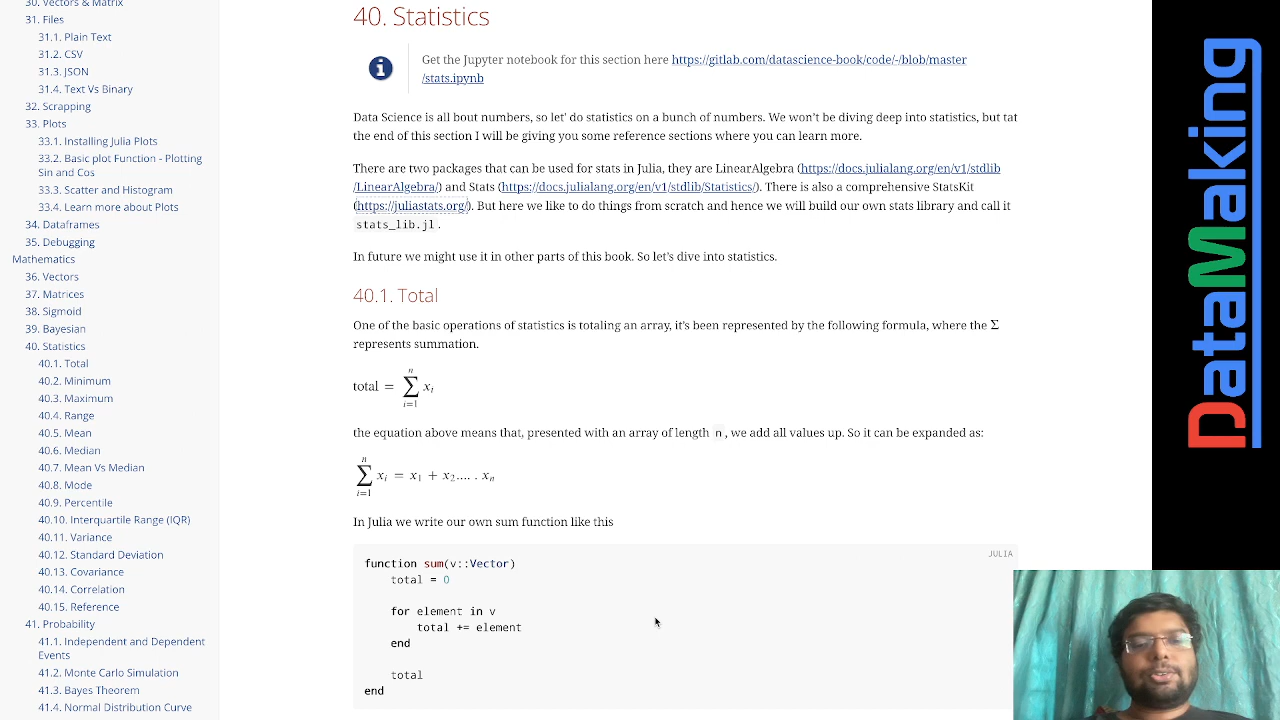 30. Vectors & Matrix
31. Files
31.1. Plain Text
31.2. CSV
31.3. JSON
31.4. Text Vs Binary
32. Scrapping
33. Plots
33.1. Installing Julia Plots
33.2. Basic plot Function - Plotting
Sin and Cos
33.3. Scatter and Histogram
33.4. Learn more about Plots
34. Dataframes
35. Debugging
Mathematics
36. Vectors
37. Matrices
38. Sigmoid
39. Bayesian
40. Statistics
40.1. Total
40.2. Minimum
40.3. Maximum
40.4. Range
40.5. Mean
40.6. Median
40.7. Mean Vs Median
40.8. Mode
40.9. Percentile
40.10. Interquartile Range (IQR)
40.11. Variance
40.12. Standard Deviation
40.13. Covariance
40.14. Correlation
40.15. Reference
41. Probability
41.1. Independent and Dependent
Events
41.2. Monte Carlo Simulation
41.3. Bayes Theorem
41.4. Normal Distribution Curve
40. Statistics
Get the Jupyter notebook for this section here https://gitlab.com/datascience-book/code/-/blob/master
/stats.ipynb
Data Science is all bout numbers, so let' do statistics on a bunch of numbers. We won't be diving deep into statistics, but tat
the end of this section I will be giving you some reference sections where you can learn more.
There are two packages that can be used for stats in Julia, they are LinearAlgebra (https://docs.julialang.org/en/v1/stdlib
/LinearAlgebra/) and Stats (https://docs.julialang.org/en/v1/stdlib/Statistics/). There is also a comprehensive StatsKit
(https://juliastats.org/). But here we like to do things from scratch and hence we will build our own stats library and call it
stats_lib.jl.
In future we might use it in other parts of this book. So let's dive into statistics.
40.1. Total
One of the basic operations of statistics is totaling an array, it's been represented by the following formula, where the Σ
represents summation.
total = ∑_{i=1}^{n} x_i
the equation above means that, presented with an array of length n, we add all values up. So it can be expanded as:
∑_{i=1}^{n} x_i = x_1 + x_2.... . x_n
In Julia we write our own sum function like this
JULIA
function sum(v::Vector)
    total = 0
    for element in v
        total += element
    end
    total
end
DataMaking